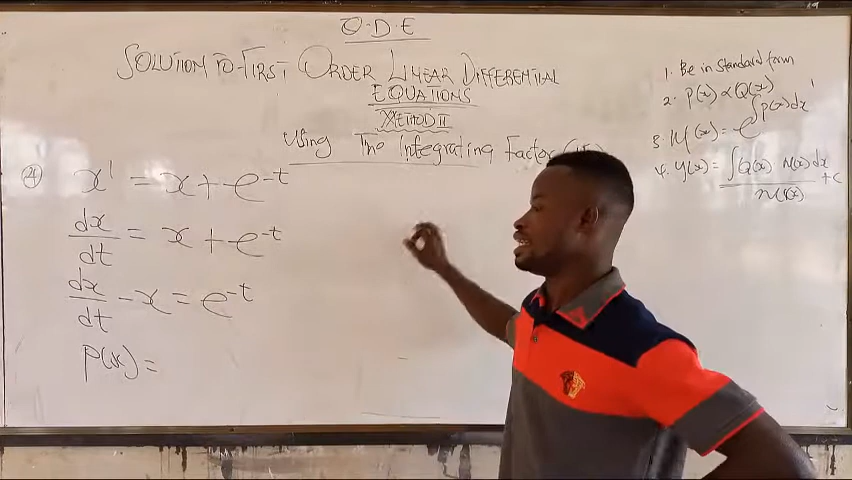 O.D.E
SOLUTION TO FIRST ORDER LINEAR DIFFERENTIAL
EQUATIONS
METHOD II
Using The Integrating Factor
1. Be in Standard form
2. P(x) & Q(x)
3. M(x) = e^∫P(x)dx
4. y(x) = ∫Q(x) M(x) dx + c
M(x)
④ x' = x + e^-t
dx/dt = x + e^-t
dx/dt - x = e^-t
P(x) =